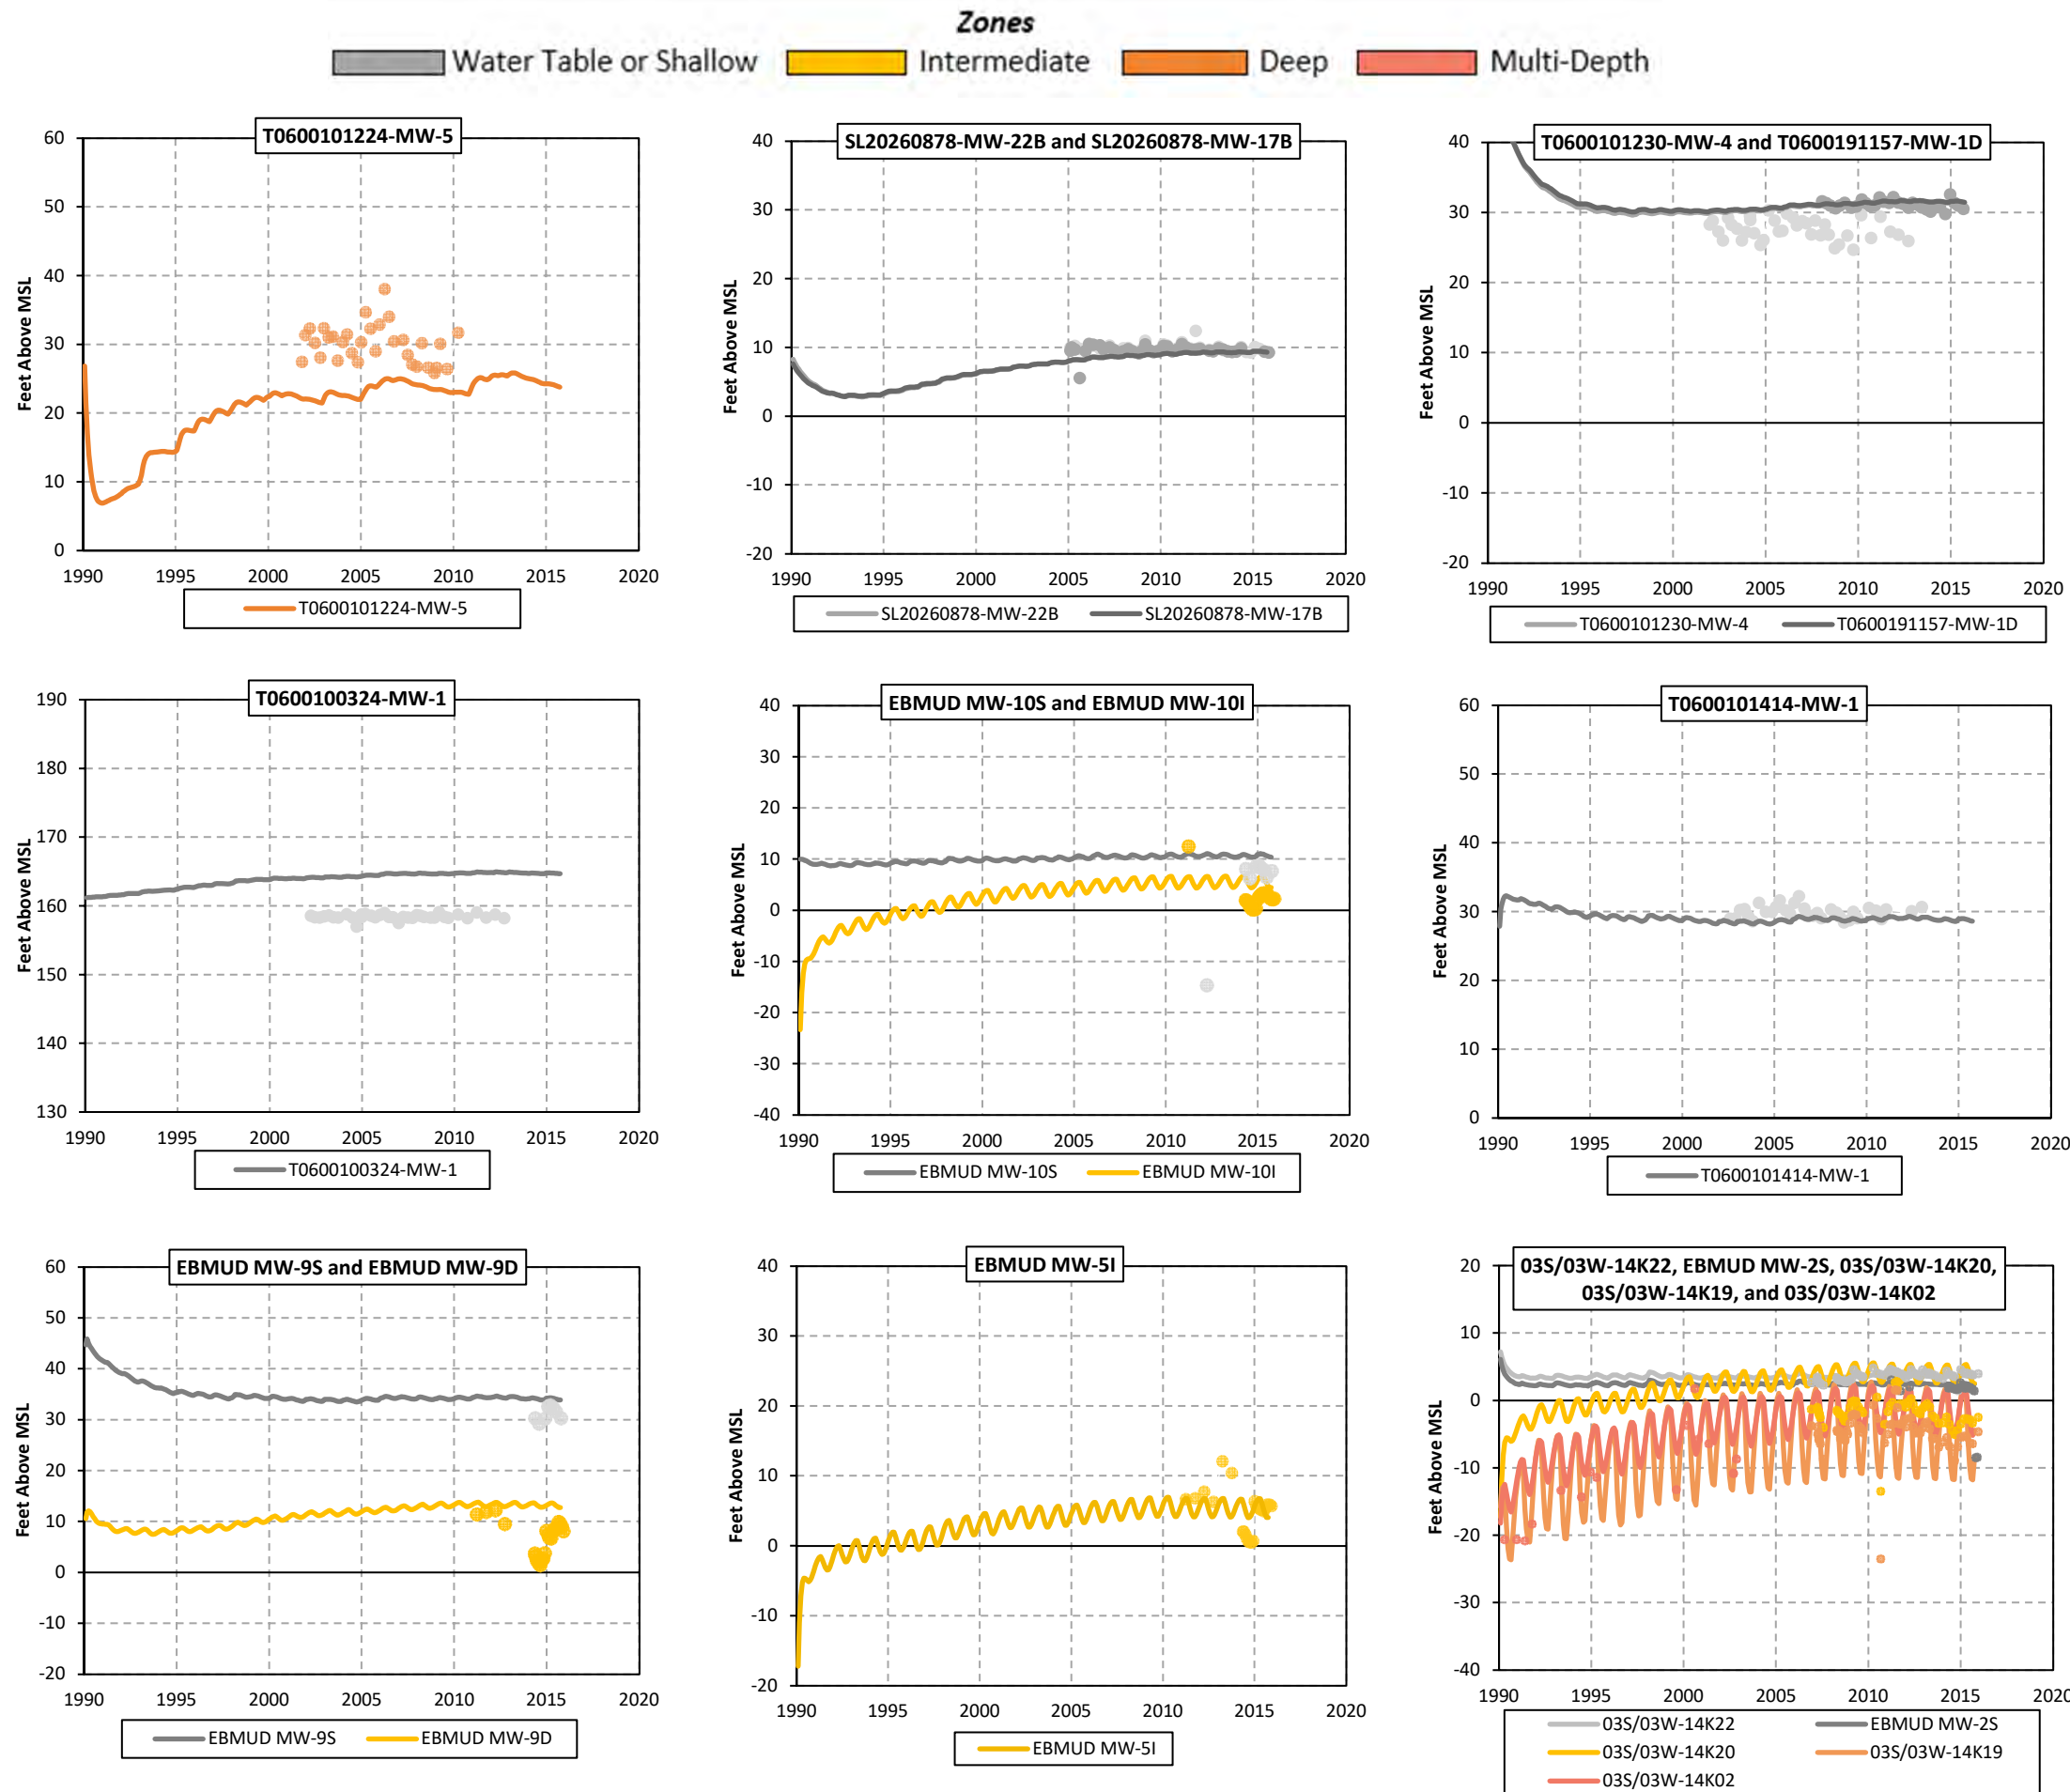 Zones
Water Table or Shallow Intermediate Deep Multi-Depth
T0600101224-MW-5
Feet Above MSL
60
50
40
30
20
10
0
1990 1995 2000 2005 2010 2015 2020
T0600101224-MW-5
SL20260878-MW-22B and SL20260878-MW-17B
Feet Above MSL
40
30
20
10
0
-10
-20
1990 1995 2000 2005 2010 2015 2020
SL20260878-MW-22B SL20260878-MW-17B
T0600101230-MW-4 and T0600191157-MW-1D
Feet Above MSL
40
30
20
10
0
-10
-20
1990 1995 2000 2005 2010 2015 2020
T0600101230-MW-4 T0600191157-MW-1D
T0600100324-MW-1
Feet Above MSL
190
180
170
160
150
140
130
1990 1995 2000 2005 2010 2015 2020
T0600100324-MW-1
EBMUD MW-10S and EBMUD MW-10I
Feet Above MSL
40
30
20
10
0
-10
-20
-30
-40
1990 1995 2000 2005 2010 2015 2020
EBMUD MW-10S EBMUD MW-10I
T0600101414-MW-1
Feet Above MSL
60
50
40
30
20
10
0
1990 1995 2000 2005 2010 2015 2020
T0600101414-MW-1
EBMUD MW-9S and EBMUD MW-9D
Feet Above MSL
60
50
40
30
20
10
0
-10
-20
1990 1995 2000 2005 2010 2015 2020
EBMUD MW-9S EBMUD MW-9D
EBMUD MW-5I
Feet Above MSL
40
30
20
10
0
-10
-20
1990 1995 2000 2005 2010 2015 2020
EBMUD MW-5I
03S/03W-14K22, EBMUD MW-2S, 03S/03W-14K20,
03S/03W-14K19, and 03S/03W-14K02
Feet Above MSL
20
10
0
-10
-20
-30
-40
1990 1995 2000 2005 2010 2015 2020
03S/03W-14K22 EBMUD MW-2S
03S/03W-14K20 03S/03W-14K19
03S/03W-14K02